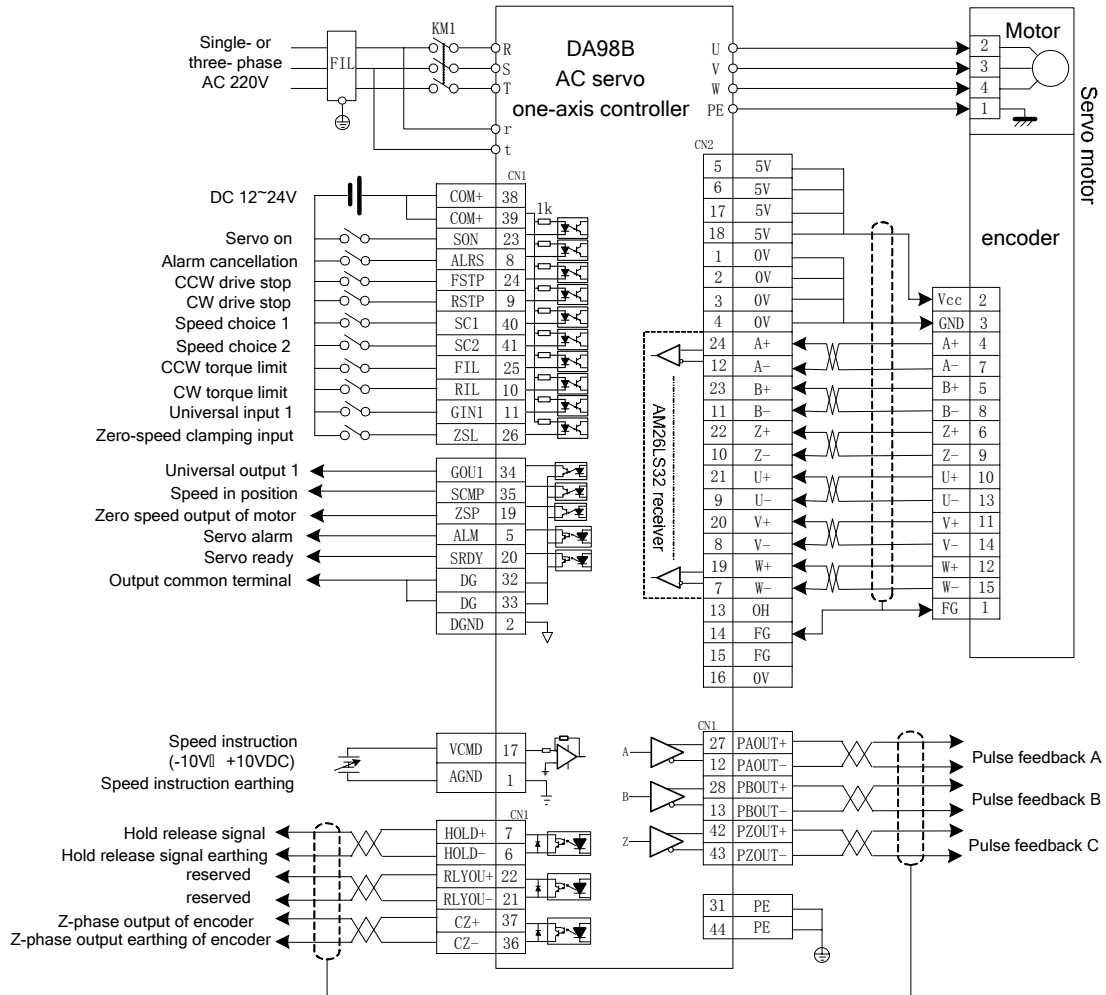 Single- or
three- phase
AC 220V
FIL
KM1
R
S
T
r
t
DA98B
AC servo
one-axis controller
U
V
W
PE
2
3
4
1
Motor
Servo motor
encoder
CN1
DC 12~24V
COM+ 38
COM+ 39
1k
Servo on SON 23
Alarm cancellation ALRS 8
CCW drive stop FSTP 24
CW drive stop RSTP 9
Speed choice 1 SC1 40
Speed choice 2 SC2 41
CCW torque limit FIL 25
CW torque limit RIL 10
Universal input 1 GIN1 11
Zero-speed clamping input ZSL 26
Universal output 1 GOU1 34
Speed in position SCMP 35
Zero speed output of motor ZSP 19
Servo alarm ALM 5
Servo ready SRDY 20
Output common terminal DG 32
DG 33
DGND 2
CN2
5 5V
6 5V
17 5V
18 5V
1 0V
2 0V
3 0V
4 0V
24 A+
12 A-
23 B+
11 B-
22 Z+
10 Z-
21 U+
9 U-
20 V+
8 V-
19 W+
7 W-
13 OH
14 FG
15 FG
16 0V
AM26LS32 receiver
Vcc 2
GND 3
A+ 4
A- 7
B+ 5
B- 8
Z+ 6
Z- 9
U+ 10
U- 13
V+ 11
V- 14
W+ 12
W- 15
FG 1
Speed instruction
(-10V▯ +10VDC)
Speed instruction earthing
VCMD 17
AGND 1
CN1
Hold release signal HOLD+ 7
Hold release signal earthing HOLD- 6
reserved RLYOU+ 22
reserved RLYOU- 21
Z-phase output of encoder CZ+ 37
Z-phase output earthing of encoder CZ- 36
CN1
A
27 PAOUT+
12 PAOUT-
Pulse feedback A
B
28 PBOUT+
13 PBOUT-
Pulse feedback B
Z
42 PZOUT+
43 PZOUT-
Pulse feedback C
31 PE
44 PE